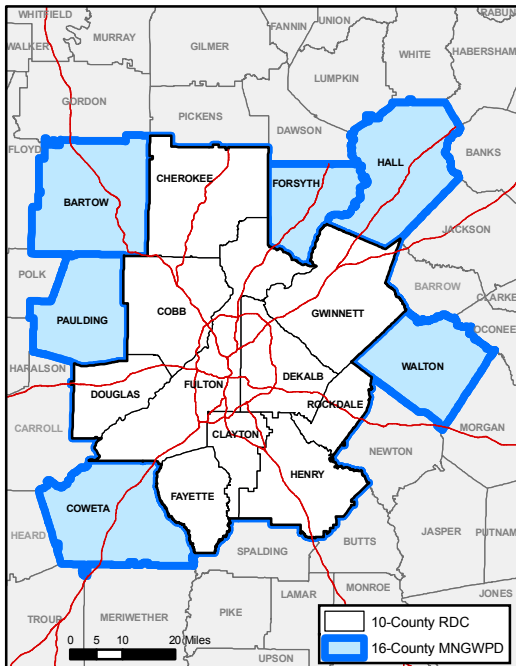 WHITFIELD
FANNIN
UNION
RABUN
WALKER
MURRAY
GILMER
WHITE
HABERSHAM
LUMPKIN
GORDON
PICKENS
DAWSON
FLOYD
CHEROKEE
HALL
BANKS
FORSYTH
BARTOW
JACKSON
POLK
BARROW
CLARKE
COBB
GWINNETT
PAULDING
OCONEE
HARALSON
WALTON
DEKALB
FULTON
DOUGLAS
ROCKDALE
CARROLL
CLAYTON
MORGAN
NEWTON
HENRY
FAYETTE
COWETA
HEARD
BUTTS
JASPER
PUTNAM
SPALDING
MONROE
JONES
LAMAR
PIKE
TROUP
MERIWETHER
UPSON
0 5 10 20 Miles
10-County RDC
16-County MNGWPD